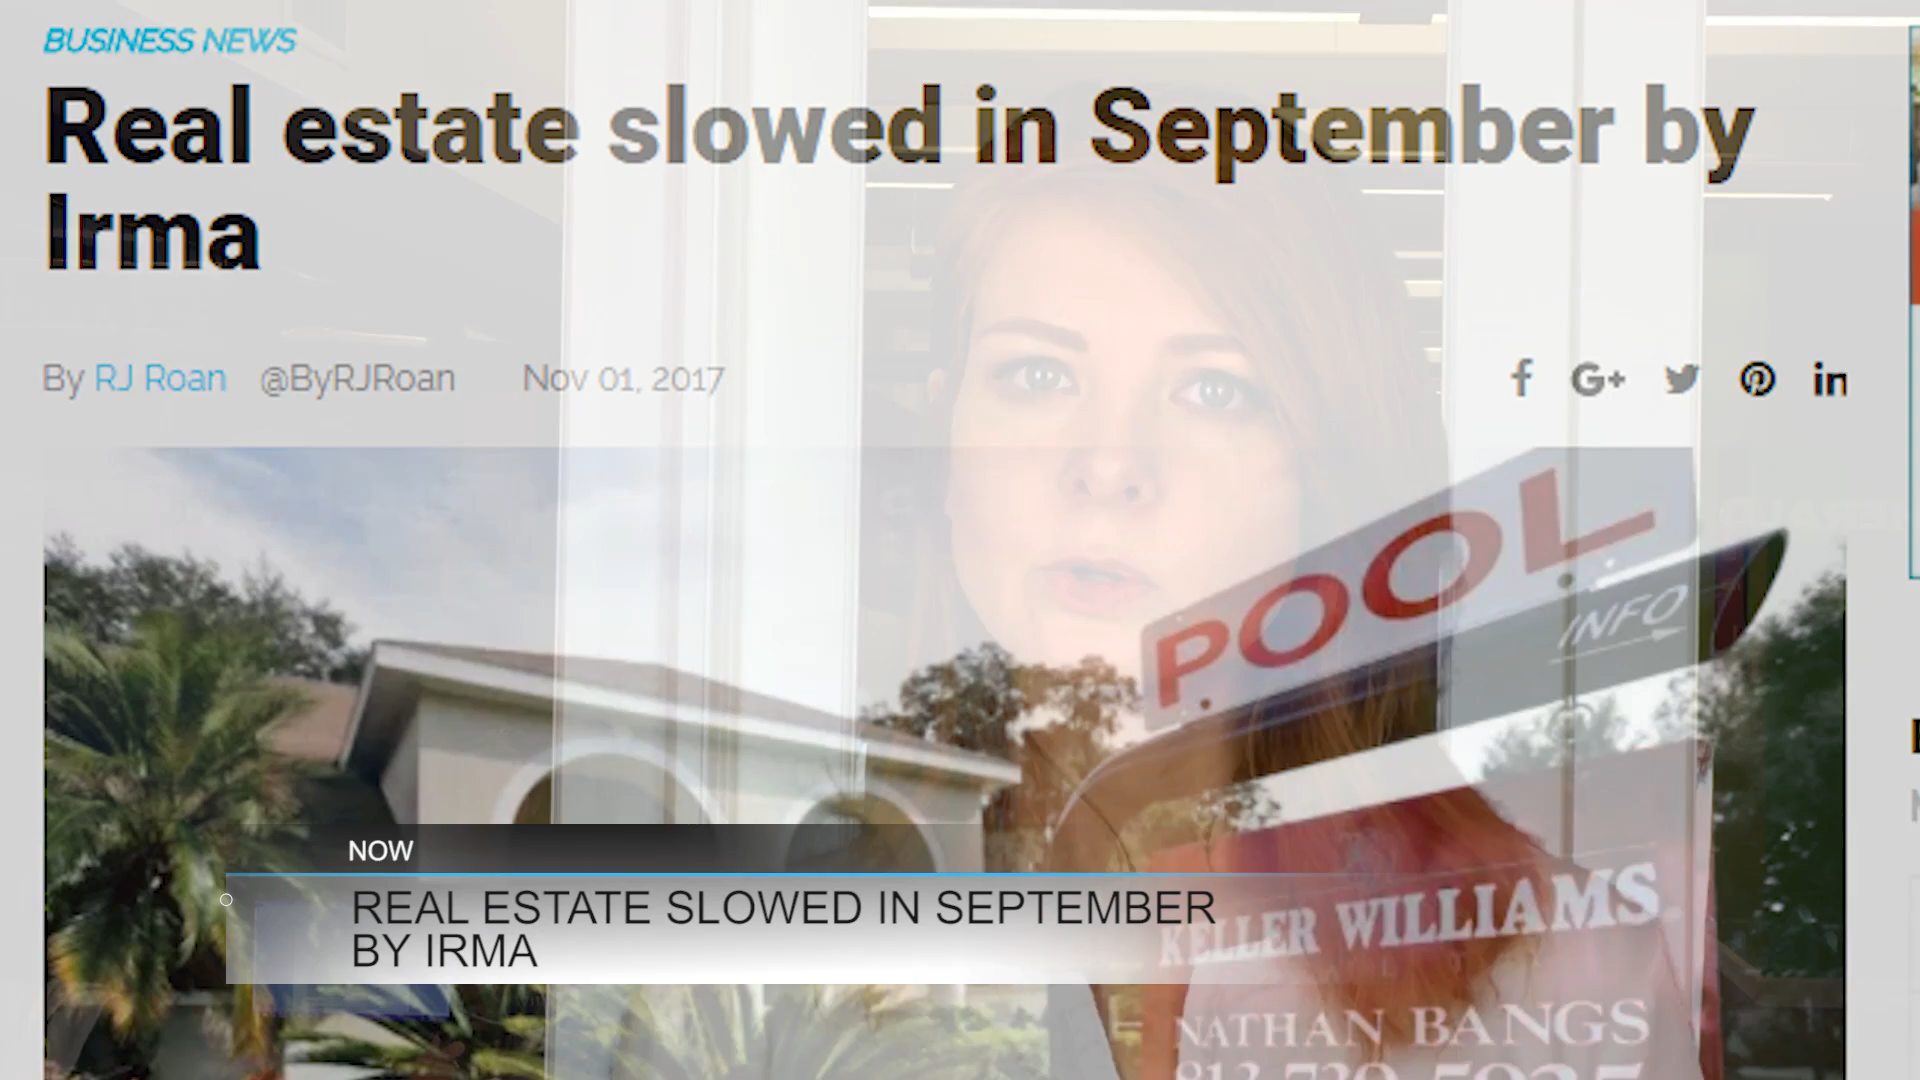 BUSINESS NEWS
Real estate slowed in September by
Irma
By RJ Roan @ByRJRoan Nov 01, 2017
f G+ in
POOL
INFO
NOW
REAL ESTATE SLOWED IN SEPTEMBER
BY IRMA
KELLER WILLIAMS
NATHAN BANGS